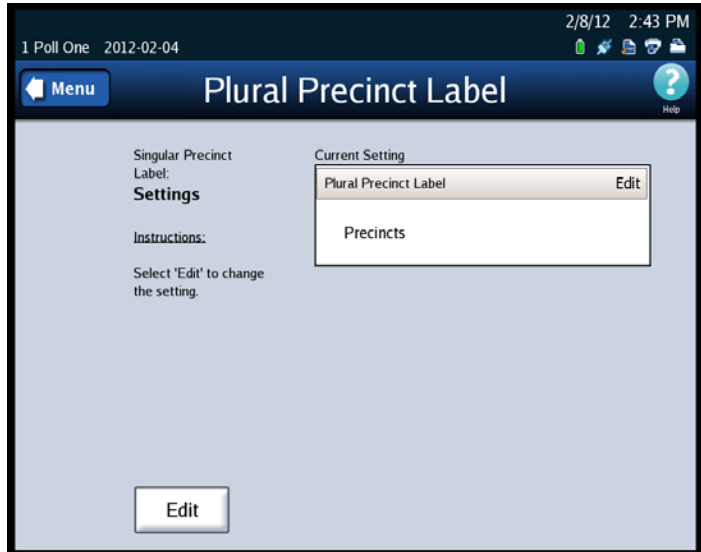 2/8/12 2:43 PM
1 Poll One 2012-02-04
Menu
Plural Precinct Label
Help
Singular Precinct
Label:
Settings
Instructions:
Select 'Edit' to change
the setting.
Current Setting
Plural Precinct Label Edit
Precincts
Edit